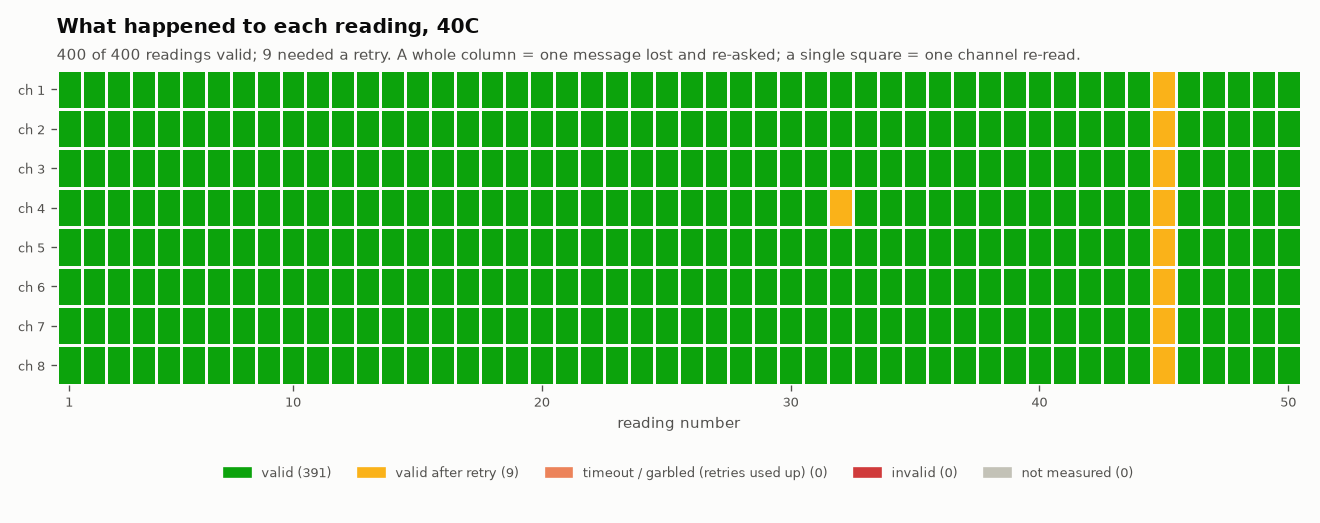 What happened to each reading, 40C
400 of 400 readings valid; 9 needed a retry. A whole column = one message lost and re-asked; a single square = one channel re-read.
ch 1
ch 2
ch 3
ch 4
ch 5
ch 6
ch 7
ch 8
1 10 20 30 40 50
reading number
valid (391) valid after retry (9) timeout / garbled (retries used up) (0) invalid (0) not measured (0)